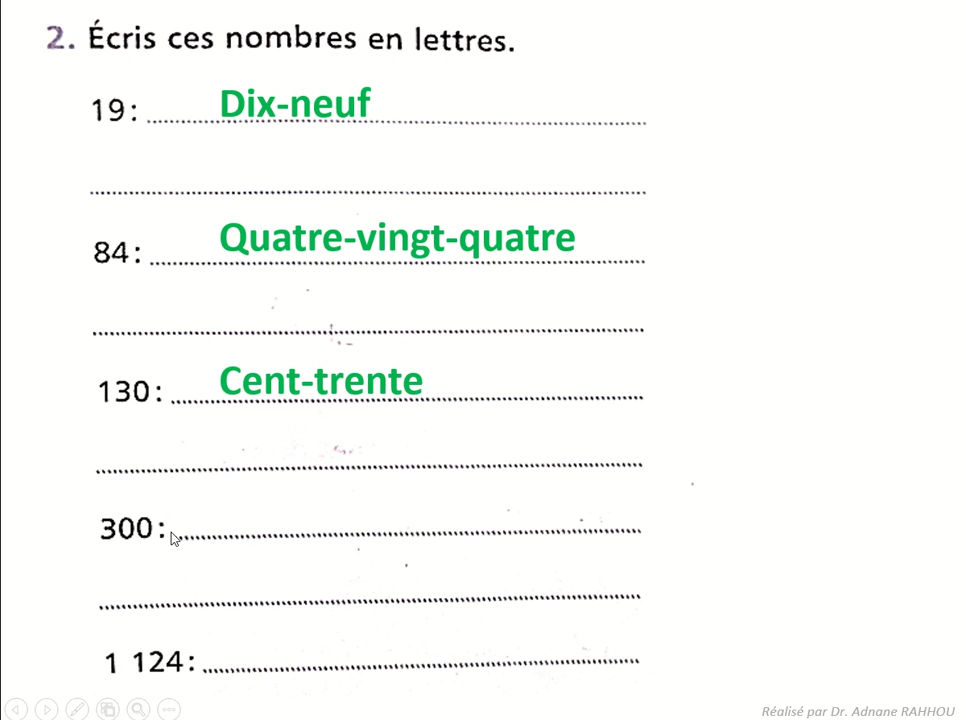 2. Écris ces nombres en lettres.
19 : Dix-neuf
84 : Quatre-vingt-quatre
130 : Cent-trente
300 :
1 124 :
Réalisé par Dr. Adnane RAHHOU